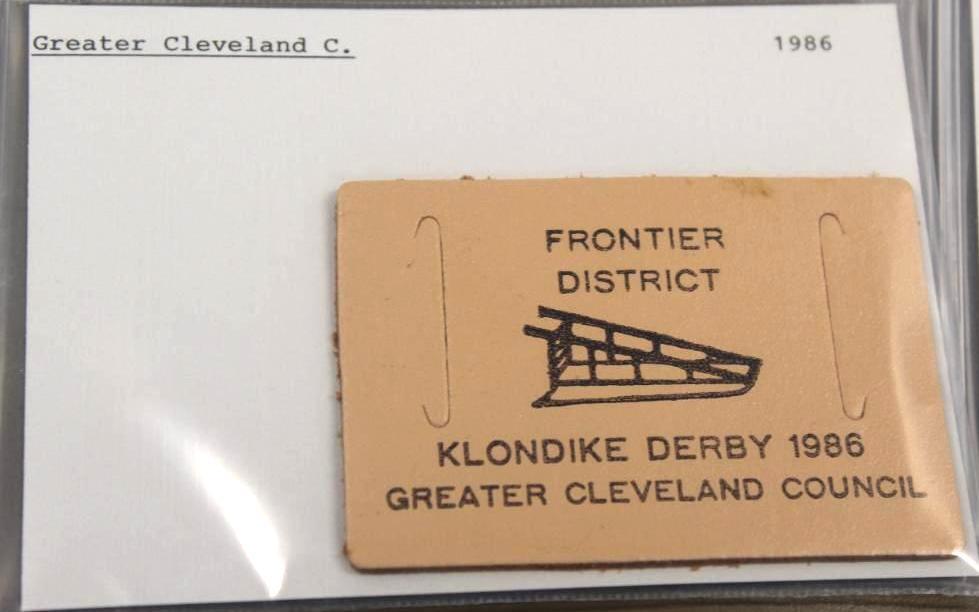 Greater Cleveland C.
1986
FRONTIER
DISTRICT
KLONDIKE DERBY 1986
GREATER CLEVELAND COUNCIL